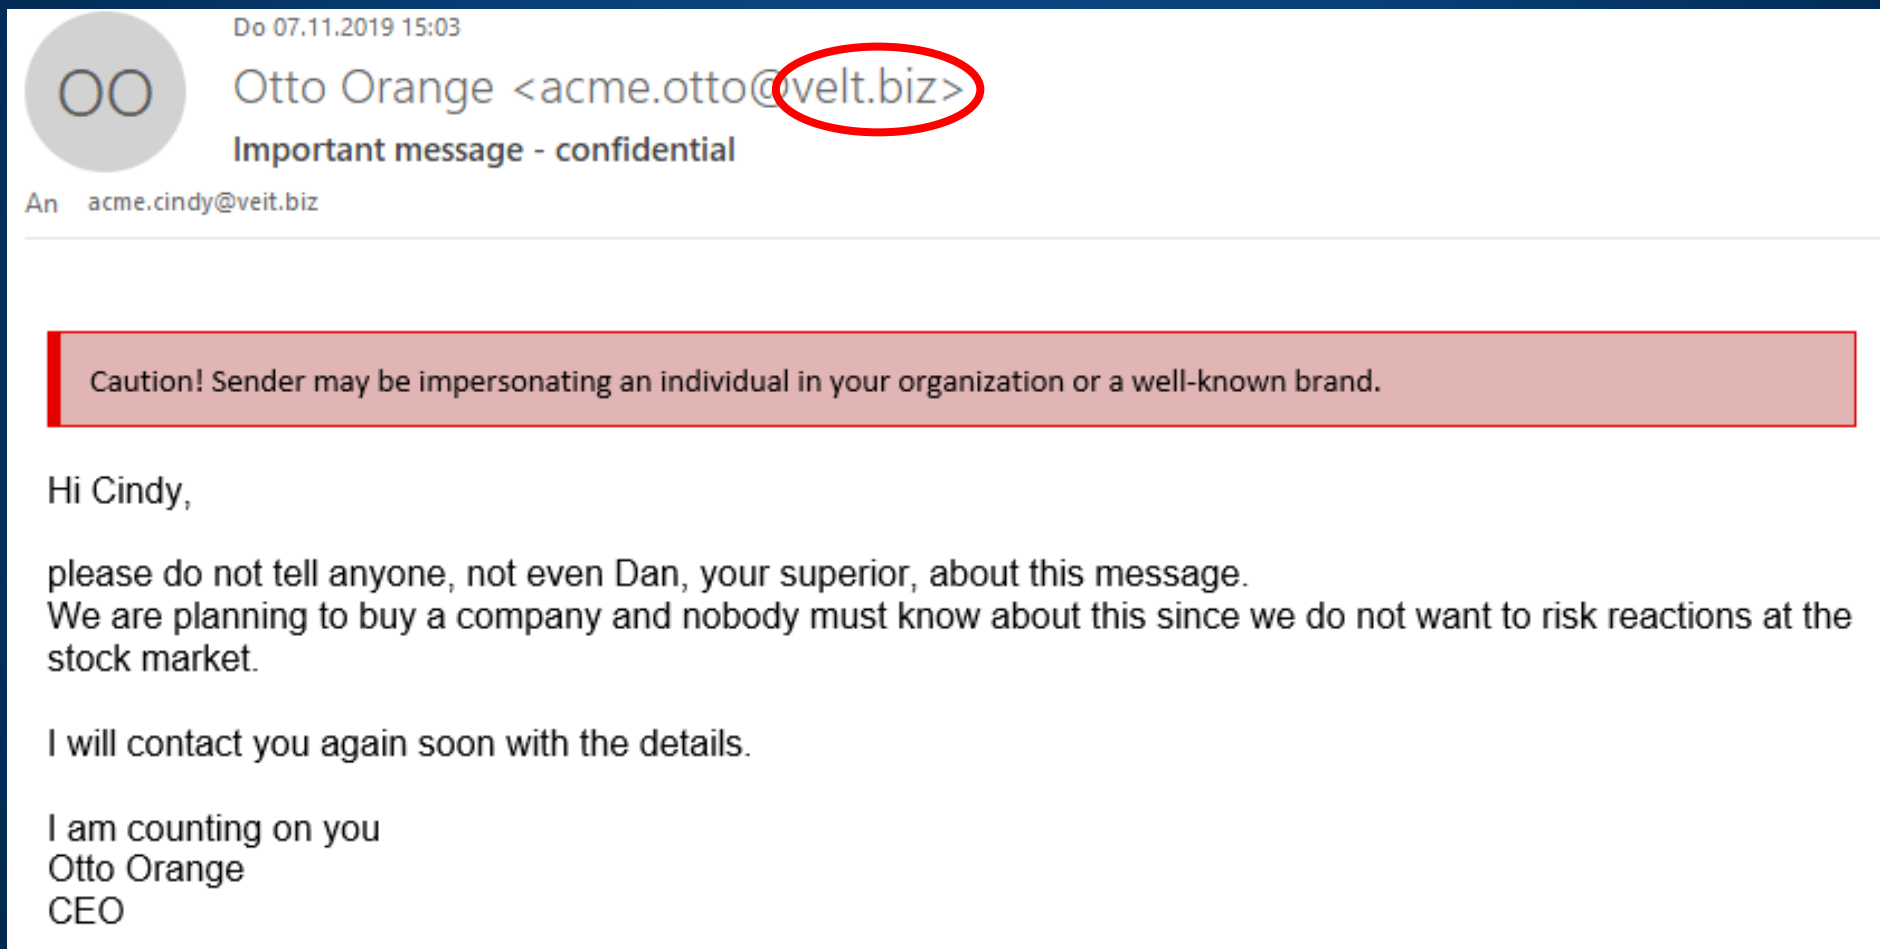 OO
Do 07.11.2019 15:03
Otto Orange <acme.otto@velt.biz>
Important message - confidential
An acme.cindy@veit.biz
Caution! Sender may be impersonating an individual in your organization or a well-known brand.
Hi Cindy,
please do not tell anyone, not even Dan, your superior, about this message.
We are planning to buy a company and nobody must know about this since we do not want to risk reactions at the
stock market.
I will contact you again soon with the details.
I am counting on you
Otto Orange
CEO